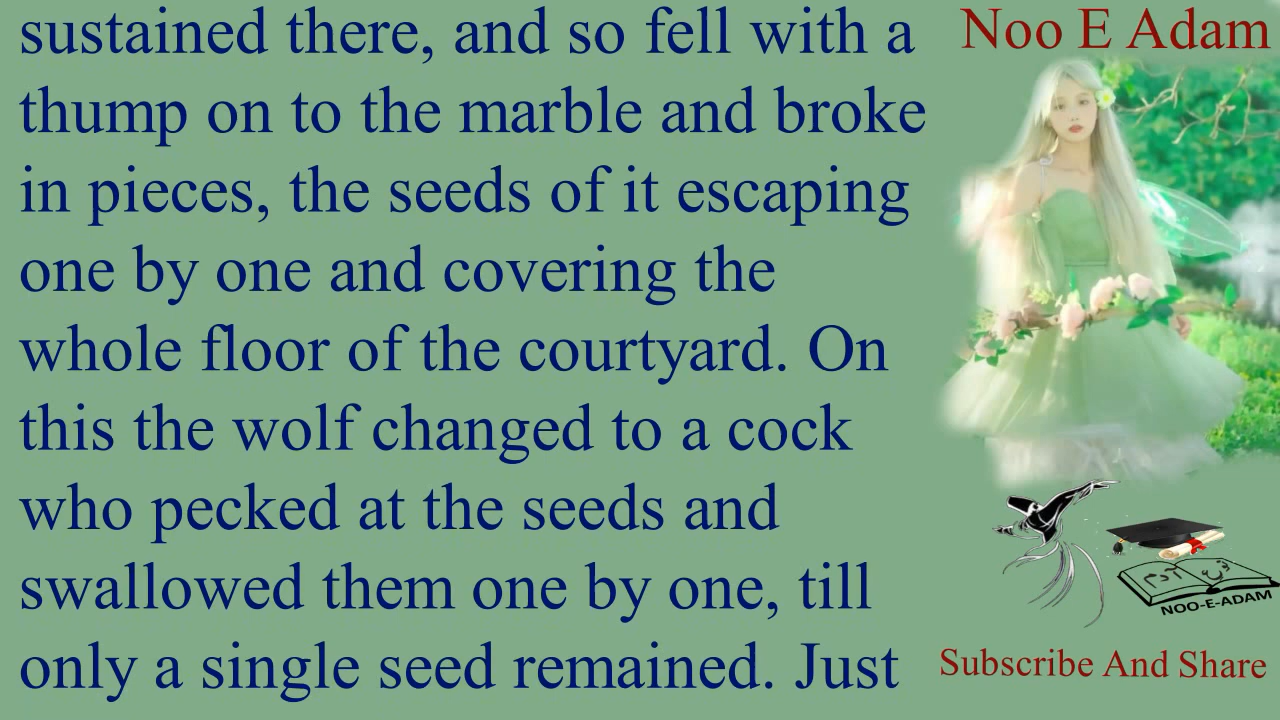 sustained there, and so fell with a
thump on to the marble and broke
in pieces, the seeds of it escaping
one by one and covering the
whole floor of the courtyard. On
this the wolf changed to a cock
who pecked at the seeds and
swallowed them one by one, till
only a single seed remained. Just
Noo E Adam
نوع آدم
NOO-E-ADAM
Subscribe And Share